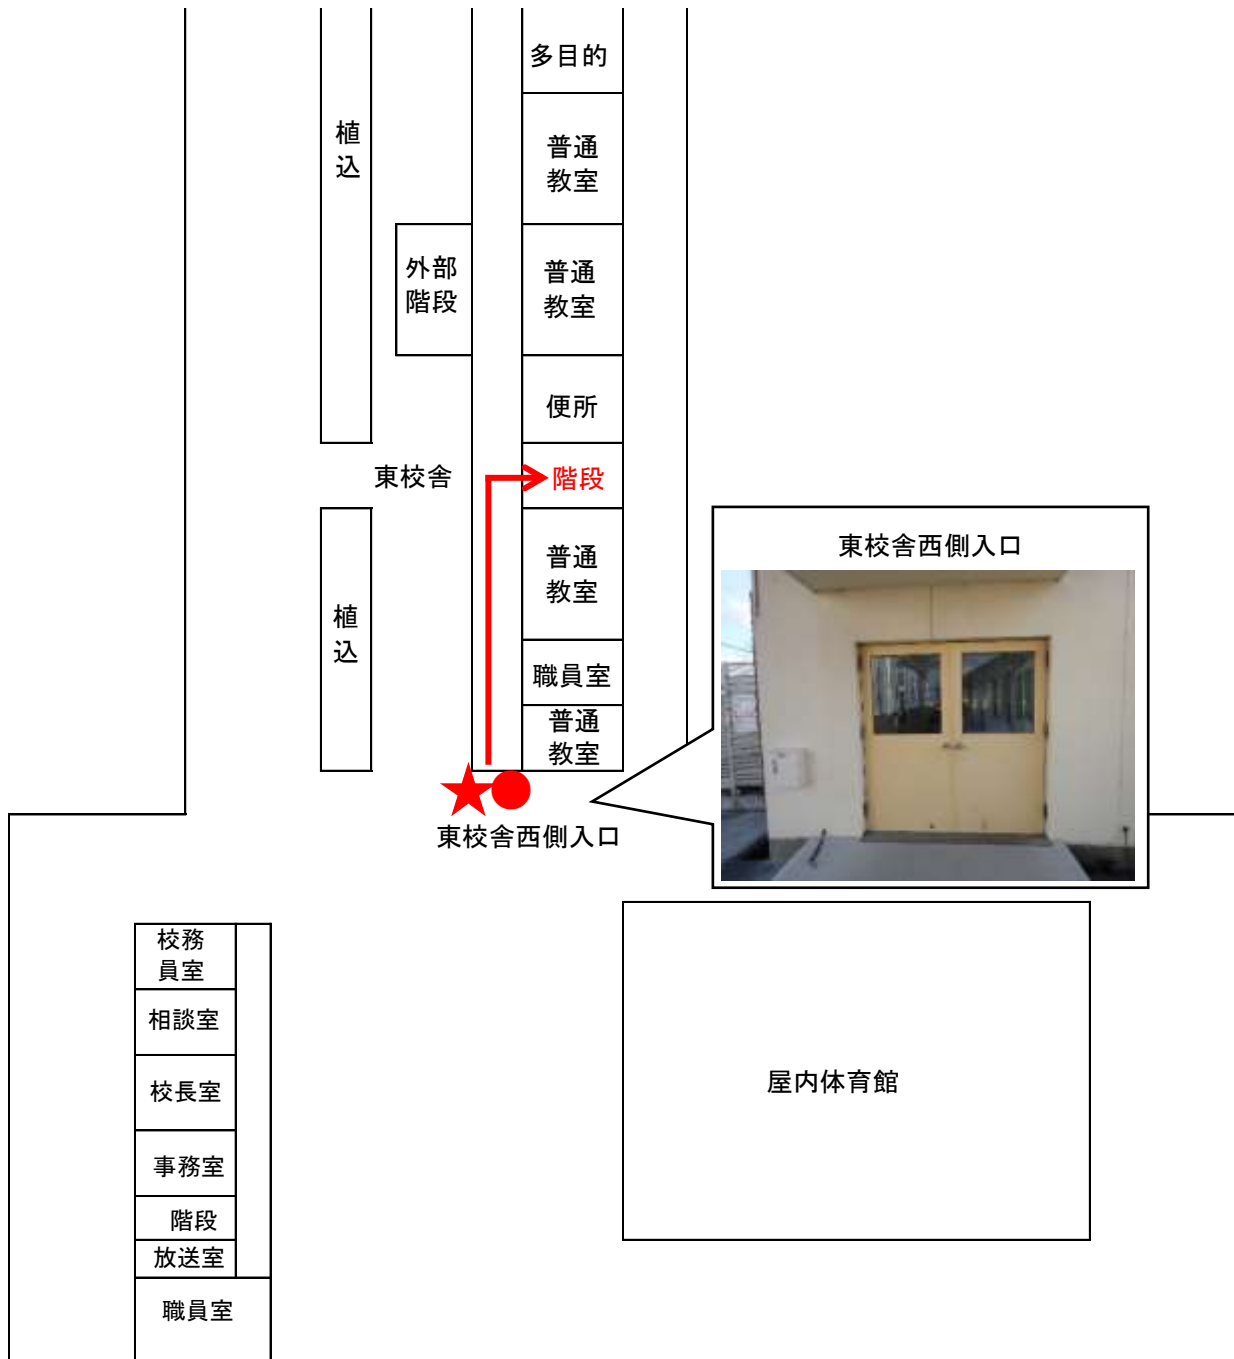 多目的
植
込
普通
教室
外部
階段
普通
教室
便所
東校舎
階段
東校舎西側入口
普通
教室
植
込
職員室
普通
教室
東校舎西側入口
校務
員室
相談室
校長室
屋内体育館
事務室
階段
放送室
職員室